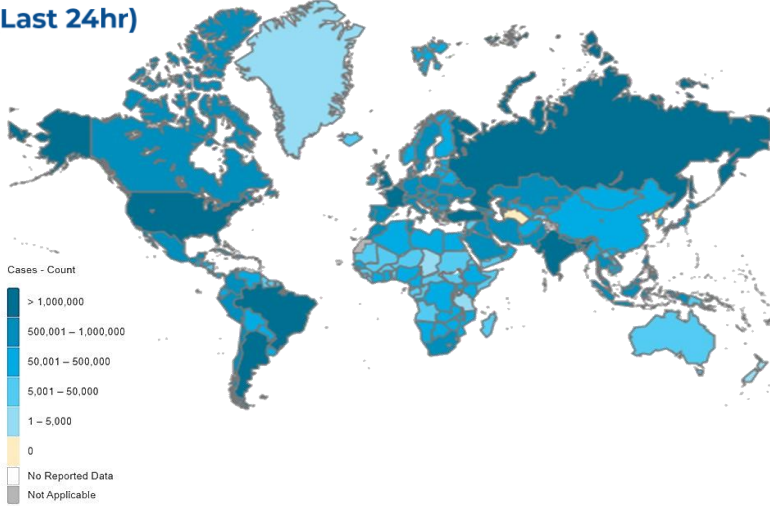 Last 24hr)
Cases - Count
> 1,000,000
500,001 – 1,000,000
50,001 – 500,000
5,001 – 50,000
1 – 5,000
0
No Reported Data
Not Applicable